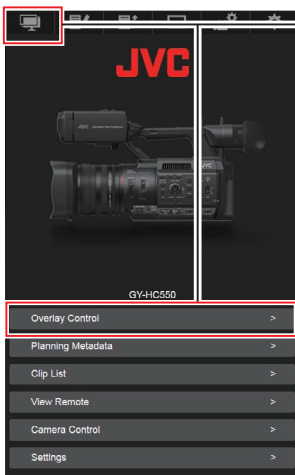 JVC
GY-HC550
Overlay Control >
Planning Metadata >
Clip List >
View Remote >
Camera Control >
Settings >